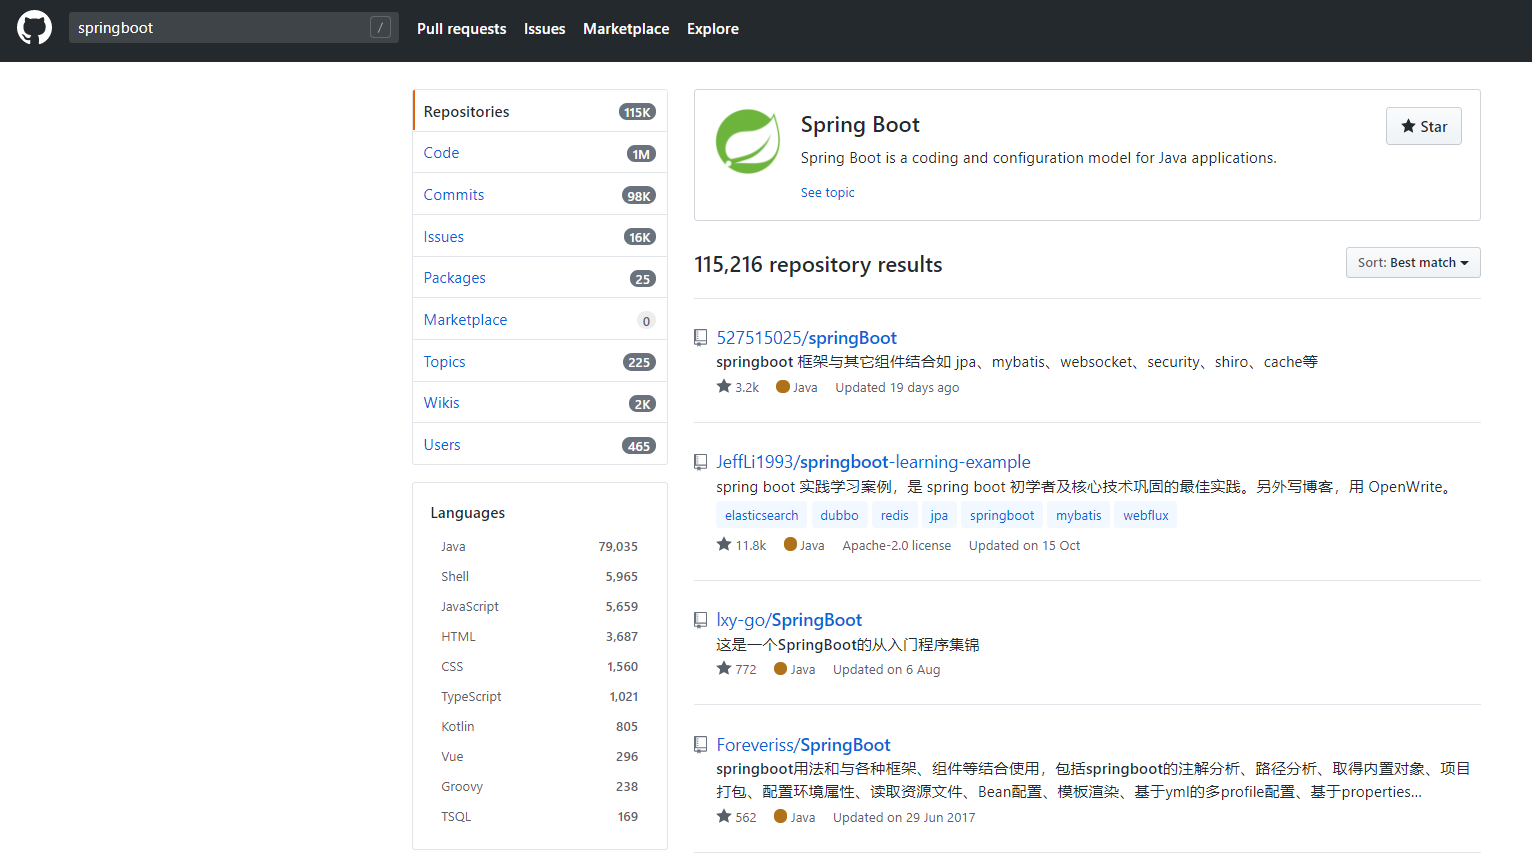 springboot /
Pull requests Issues Marketplace Explore
Repositories 115K
Code 1M
Commits 98K
Issues 16K
Packages 25
Marketplace 0
Topics 225
Wikis 2K
Users 465
Languages
Java 79,035
Shell 5,965
JavaScript 5,659
HTML 3,687
CSS 1,560
TypeScript 1,021
Kotlin 805
Vue 296
Groovy 238
TSQL 169
Spring Boot
Star
Spring Boot is a coding and configuration model for Java applications.
See topic
115,216 repository results
Sort: Best match
527515025/springBoot
springboot 框架与其它组件结合如 jpa、mybatis、websocket、security、shiro、cache等
3.2k Java Updated 19 days ago
JeffLi1993/springboot-learning-example
spring boot 实践学习案例，是 spring boot 初学者及核心技术巩固的最佳实践。另外写博客，用 OpenWrite。
elasticsearch dubbo redis jpa springboot mybatis webflux
11.8k Java Apache-2.0 license Updated on 15 Oct
lxy-go/SpringBoot
这是一个SpringBoot的从入门程序集锦
772 Java Updated on 6 Aug
Foreveriss/SpringBoot
springboot用法和与各种框架、组件等结合使用，包括springboot的注解分析、路径分析、取得内置对象、项目
打包、配置环境属性、读取资源文件、Bean配置、模板渲染、基于yml的多profile配置、基于properties...
562 Java Updated on 29 Jun 2017